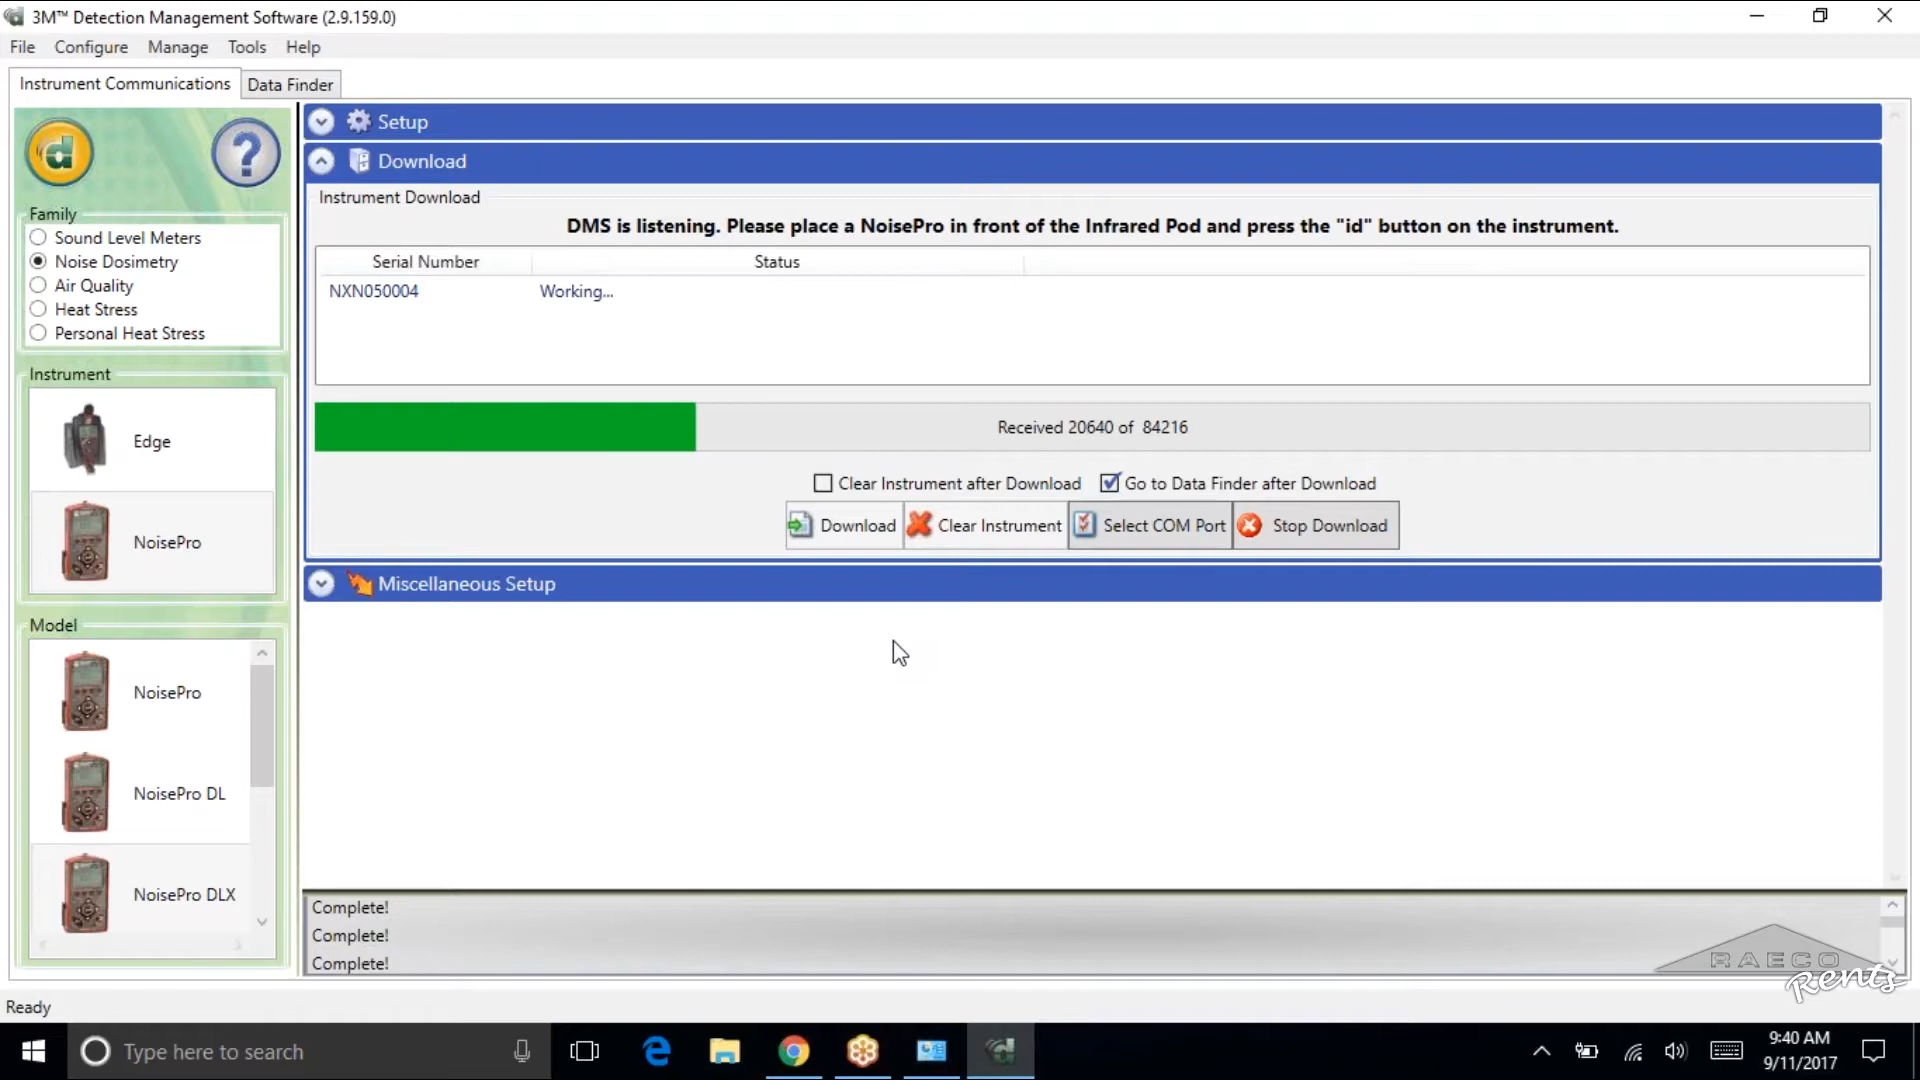 3M™ Detection Management Software (2.9.159.0)
File Configure Manage Tools Help
Instrument Communications Data Finder
Family
Sound Level Meters
Noise Dosimetry
Air Quality
Heat Stress
Personal Heat Stress
Instrument
Edge
NoisePro
Model
NoisePro
NoisePro DL
NoisePro DLX
Setup
Download
Instrument Download
DMS is listening. Please place a NoisePro in front of the Infrared Pod and press the "id" button on the instrument.
Serial Number Status
NXN050004 Working...
Received 20640 of 84216
Clear Instrument after Download Go to Data Finder after Download
Download Clear Instrument Select COM Port Stop Download
Miscellaneous Setup
Complete!
Complete!
Complete!
RAECO
Rents
Ready
Type here to search
9:40 AM
9/11/2017